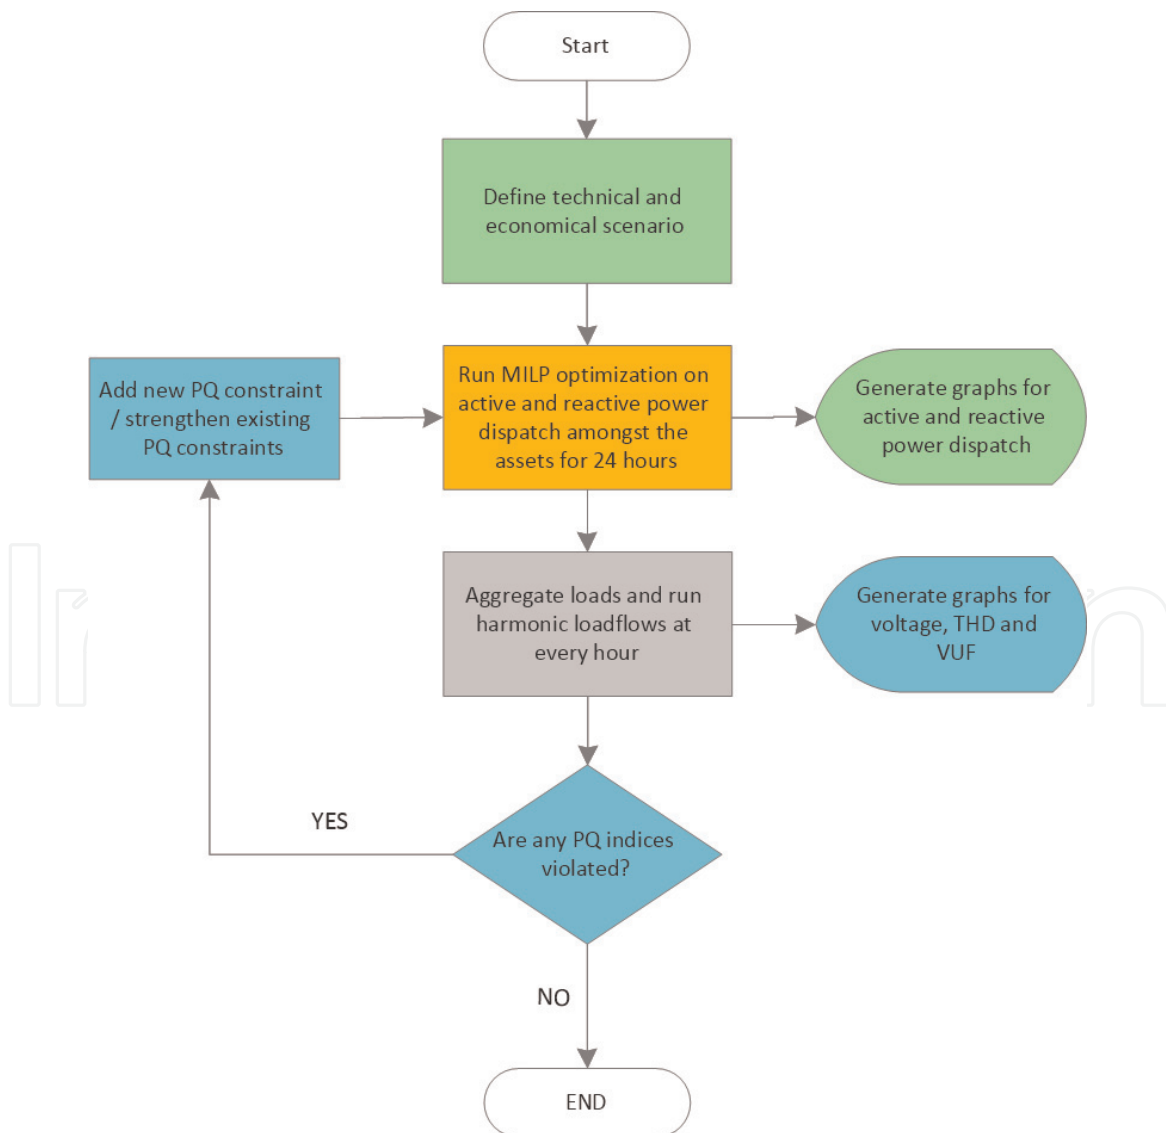 Start
Define technical and
economical scenario
Add new PQ constraint
/ strengthen existing
PQ constraints
Run MILP optimization on
active and reactive power
dispatch amongst the
assets for 24 hours
Generate graphs for
active and reactive
power dispatch
Aggregate loads and run
harmonic loadflows at
every hour
Generate graphs for
voltage, THD and
VUF
YES
Are any PQ indices
violated?
NO
END